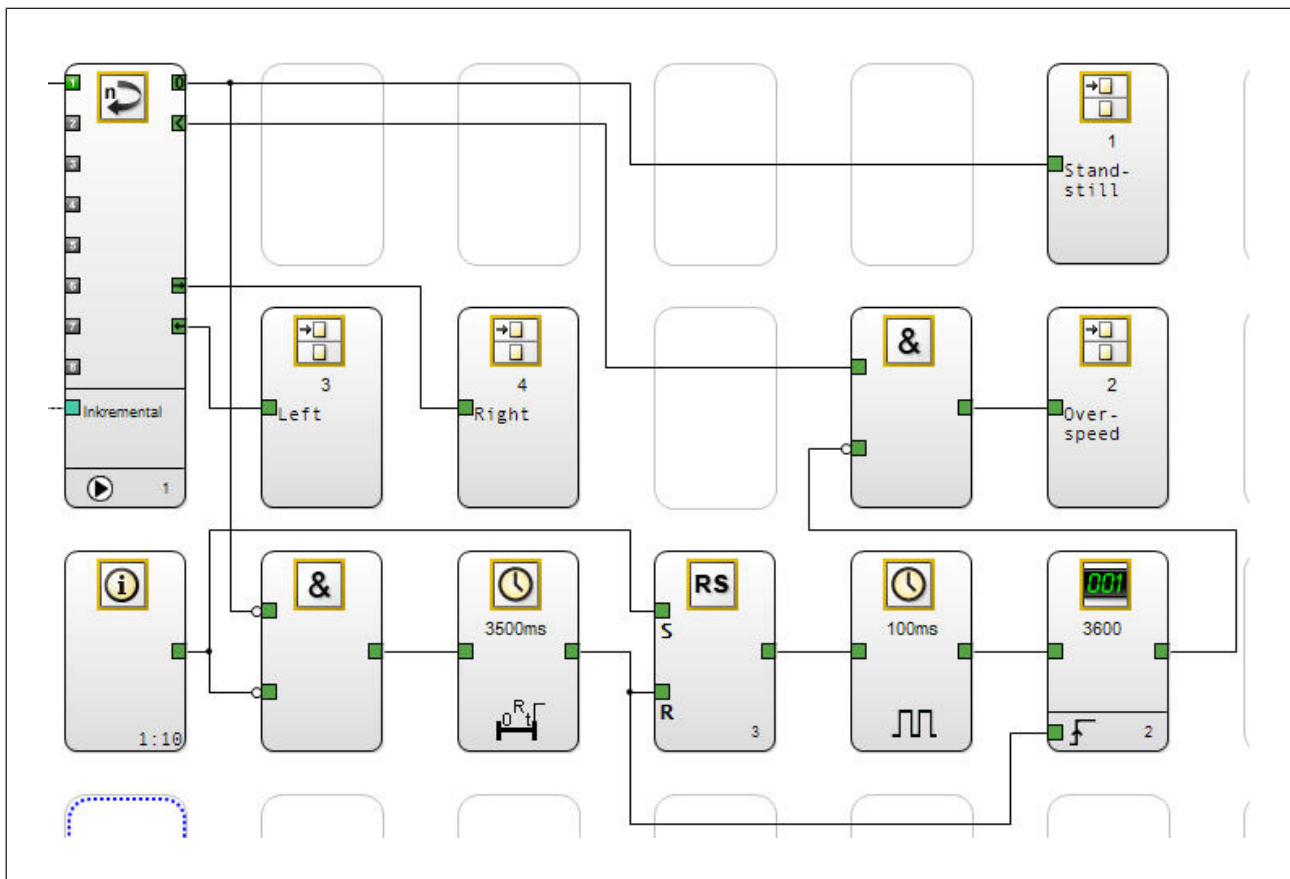 1
0
n
2
<
3
4
5
6
7
8
Inkremental
1
1
Stand-
still
3
Left
4
Right
&
2
Over-
speed
i
1:10
&
3500ms
0 R t
RS
S
R
3
100ms
001
3600
2